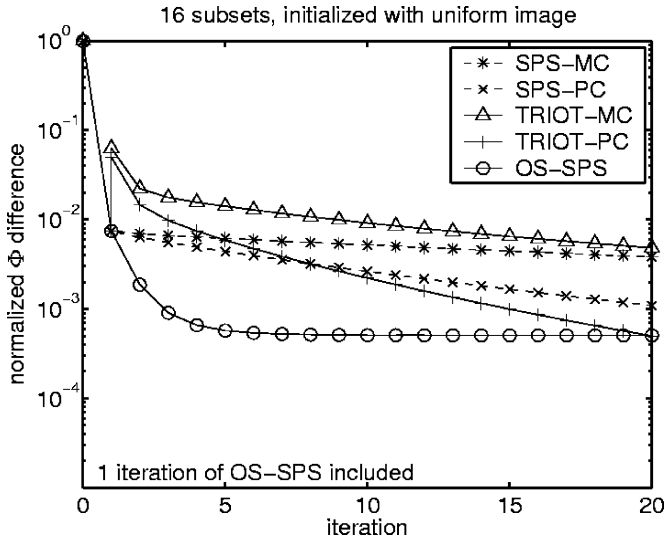 16 subsets, initialized with uniform image
normalized Φ difference
10^0
10^-1
10^-2
10^-3
10^-4
SPS-MC
SPS-PC
TRIOT-MC
TRIOT-PC
OS-SPS
1 iteration of OS-SPS included
0 5 10 15 20
iteration